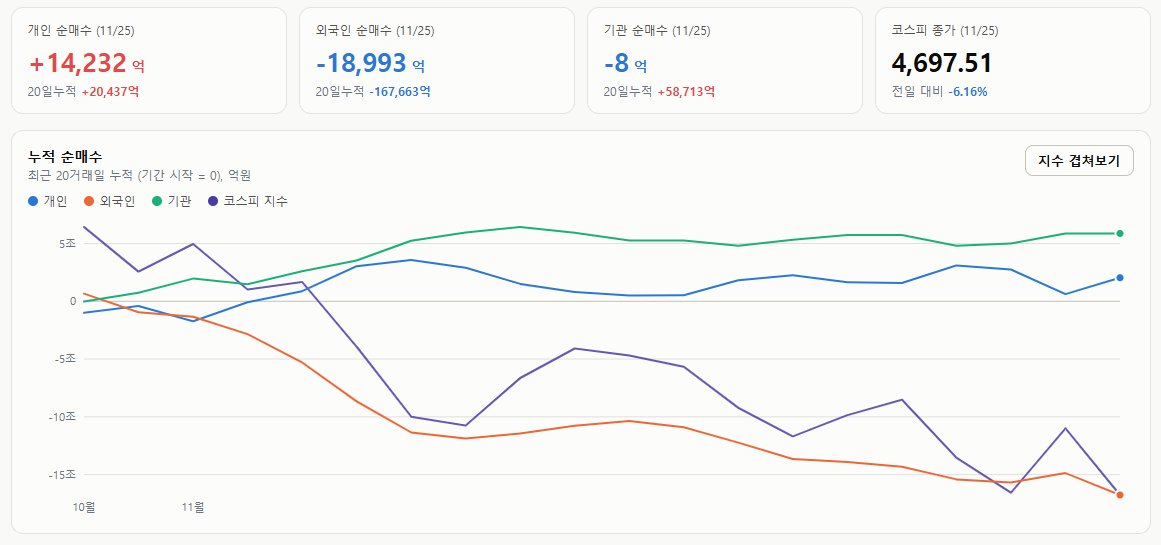 개인 순매수 (11/25)
+14,232 억
20일누적 +20,437억
외국인 순매수 (11/25)
-18,993 억
20일누적 -167,663억
기관 순매수 (11/25)
-8 억
20일누적 +58,713억
코스피 종가 (11/25)
4,697.51
전일 대비 -6.16%
누적 순매수
최근 20거래일 누적 (기간 시작 = 0), 억원
지수 겹쳐보기
개인 외국인 기관 코스피 지수
5조
0
-5조
-10조
-15조
10월 11월